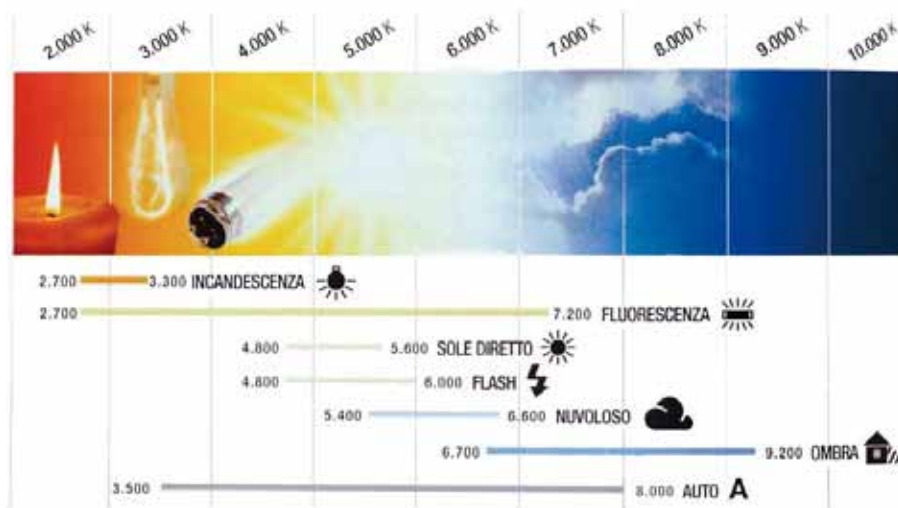 2.000 K 3.000 K 4.000 K 5.000 K 6.000 K 7.000 K 8.000 K 9.000 K 10.000 K
2.700 3.300 INCANDESCENZA
2.700 7.200 FLUORESCENZA
4.800 5.600 SOLE DIRETTO
4.800 6.000 FLASH
5.400 6.600 NUVOLOSO
6.700 9.200 OMBRA
3.500 8.000 AUTO A